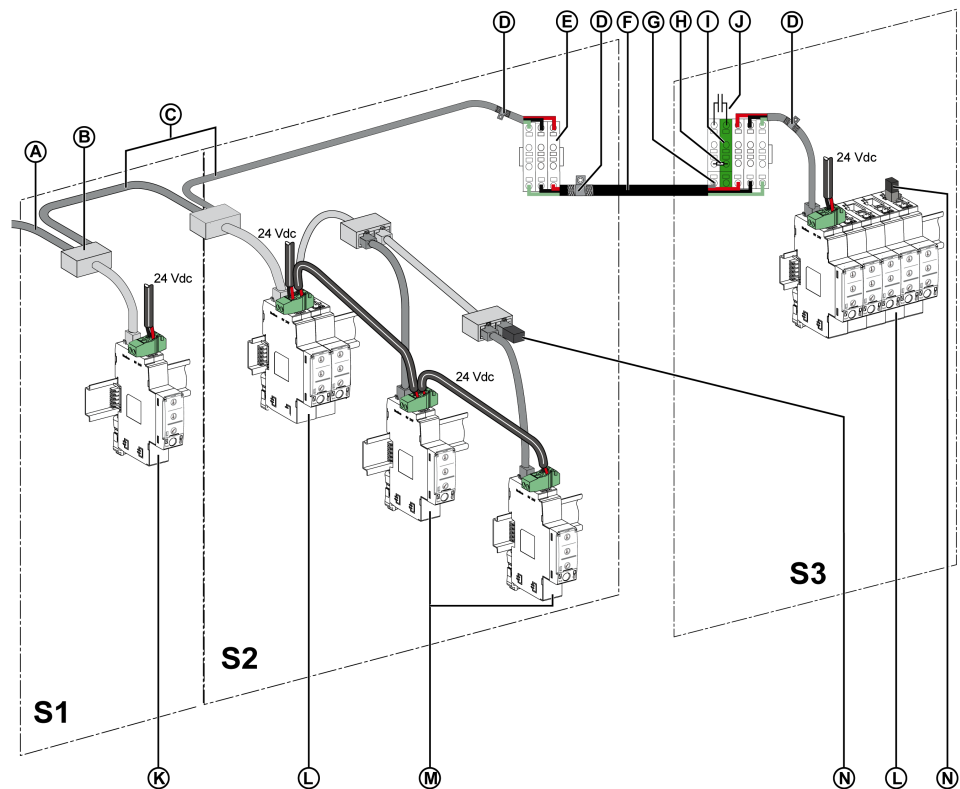 D E D F G H I J D
C
A B
24 Vdc
24 Vdc
24 Vdc
N
24 Vdc
S3
S2
S1
K L M N L N